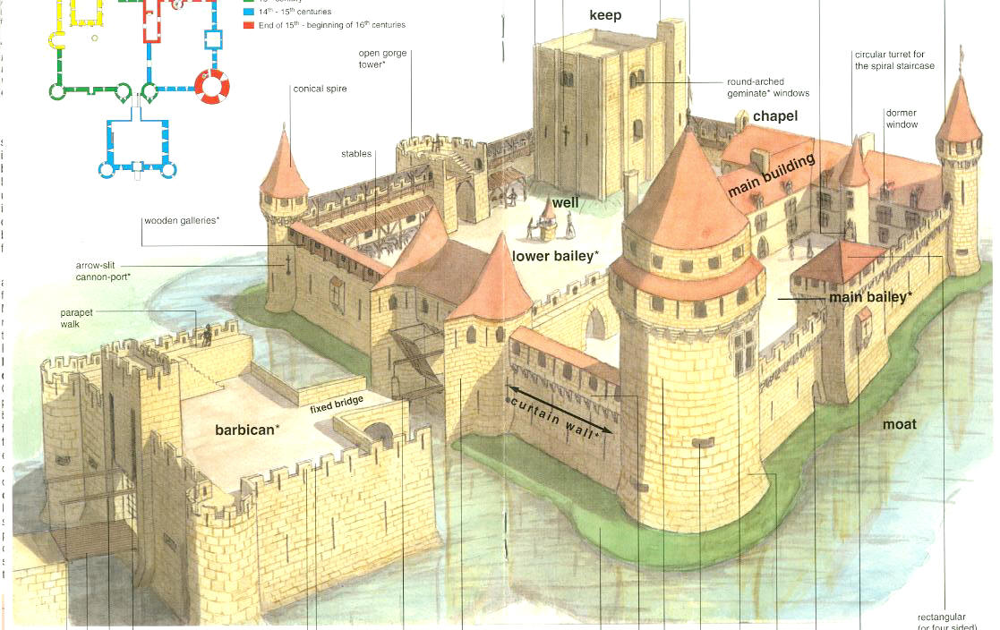 14th - 15th centuries
End of 15th - beginning of 16th centuries
keep
open gorge
tower*
circular turret for
the spiral staircase
conical spire
round-arched
geminate* windows
chapel
dormer
window
stables
main building
well
wooden galleries*
lower bailey*
arrow-slit
cannon-port*
main bailey*
parapet
walk
fixed bridge
barbican*
curtain wall*
moat
rectangular
(or four sided)